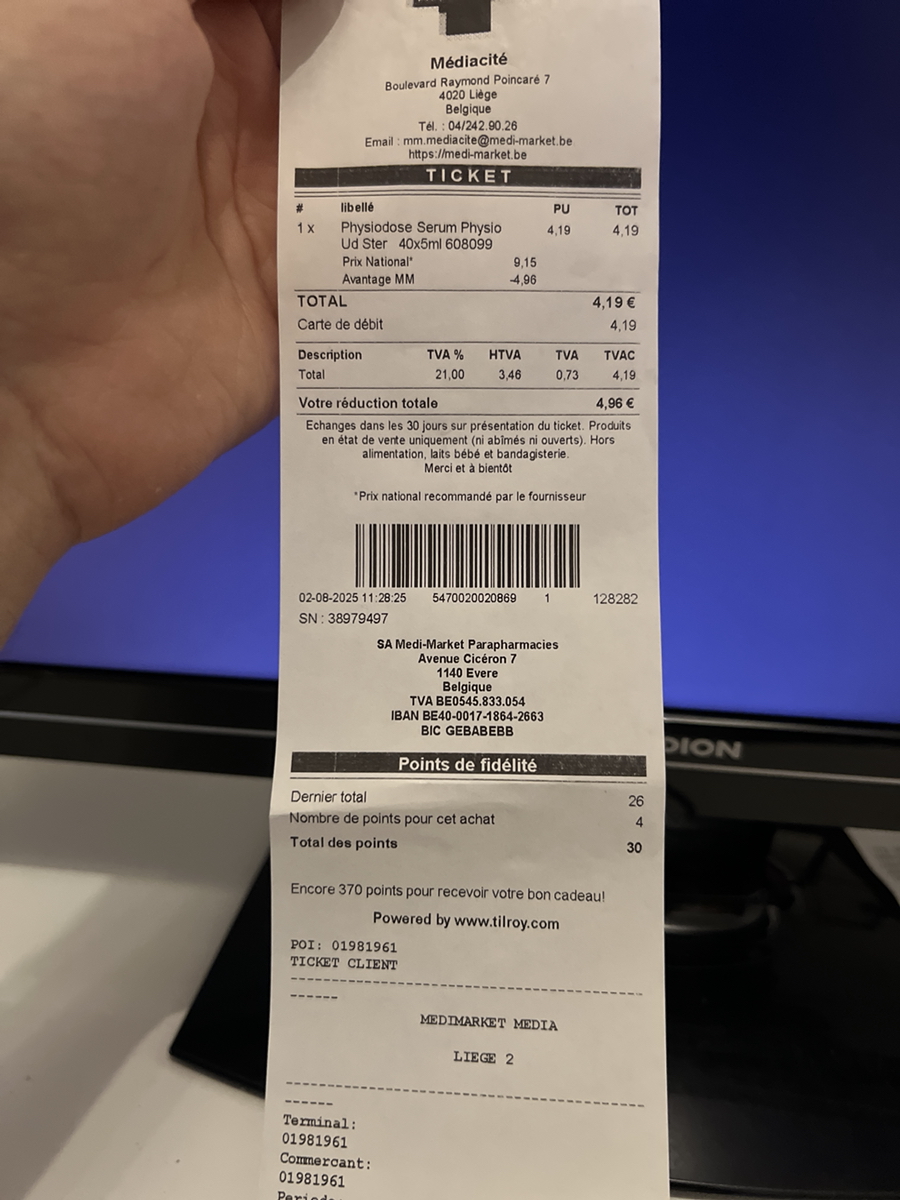 Médiacité
Boulevard Raymond Poincaré 7
4020 Liège
Belgique
Tél. : 04/242.90.26
Email : mm.mediacite@medi-market.be
https://medi-market.be
TICKET
# libellé PU TOT
1 x Physiodose Serum Physio 4,19 4,19
Ud Ster 40x5ml 608099
Prix National* 9,15
Avantage MM -4,96
TOTAL 4,19 €
Carte de débit 4,19
Description TVA % HTVA TVA TVAC
Total 21,00 3,46 0,73 4,19
Votre réduction totale 4,96 €
Echanges dans les 30 jours sur présentation du ticket. Produits
en état de vente uniquement (ni abîmés ni ouverts). Hors
alimentation, laits bébé et bandagisterie.
Merci et à bientôt
*Prix national recommandé par le fournisseur
02-08-2025 11:28:25 5470020020869 1 128282
SN : 38979497
SA Medi-Market Parapharmacies
Avenue Cicéron 7
1140 Evere
Belgique
TVA BE0545.833.054
IBAN BE40-0017-1864-2663
BIC GEBABEBB
DION
Points de fidélité
Dernier total 26
Nombre de points pour cet achat 4
Total des points 30
Encore 370 points pour recevoir votre bon cadeau!
Powered by www.tilroy.com
POI: 01981961
TICKET CLIENT
--------------------------------------------
------
MEDIMARKET MEDIA
LIEGE 2
--------------------------------------------
------
Terminal:
01981961
Commercant:
01981961